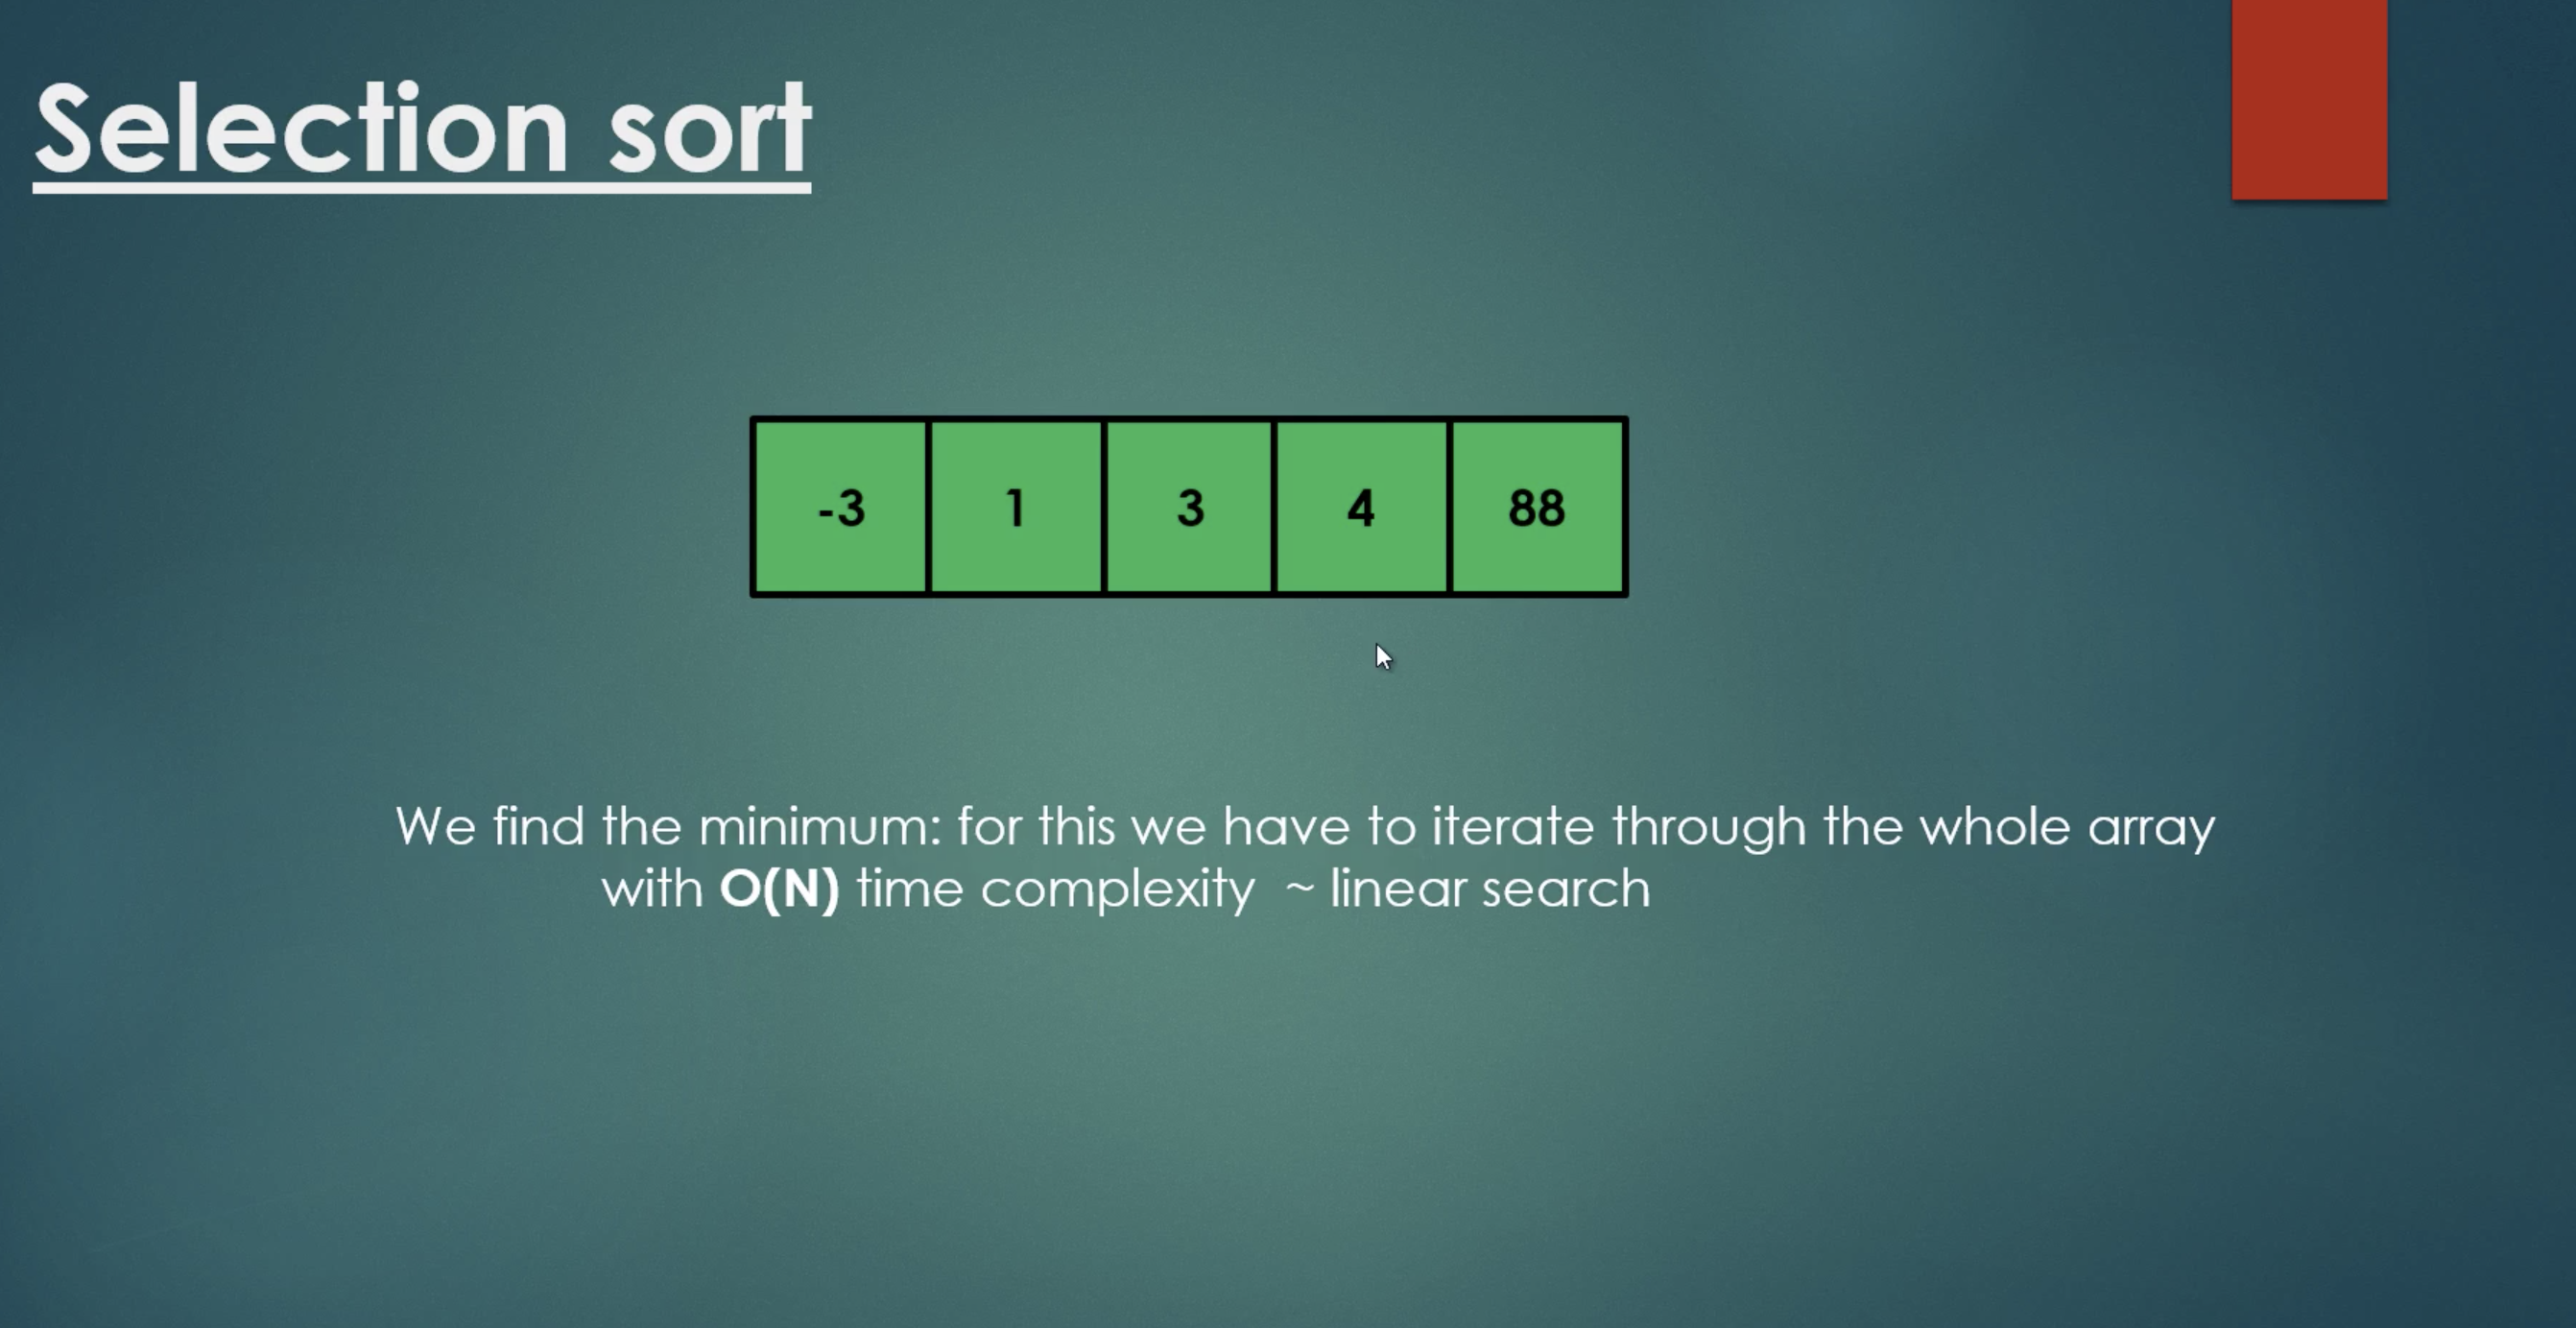 Selection sort
-3 1 3 4 88
We find the minimum: for this we have to iterate through the whole array
with O(N) time complexity ~ linear search